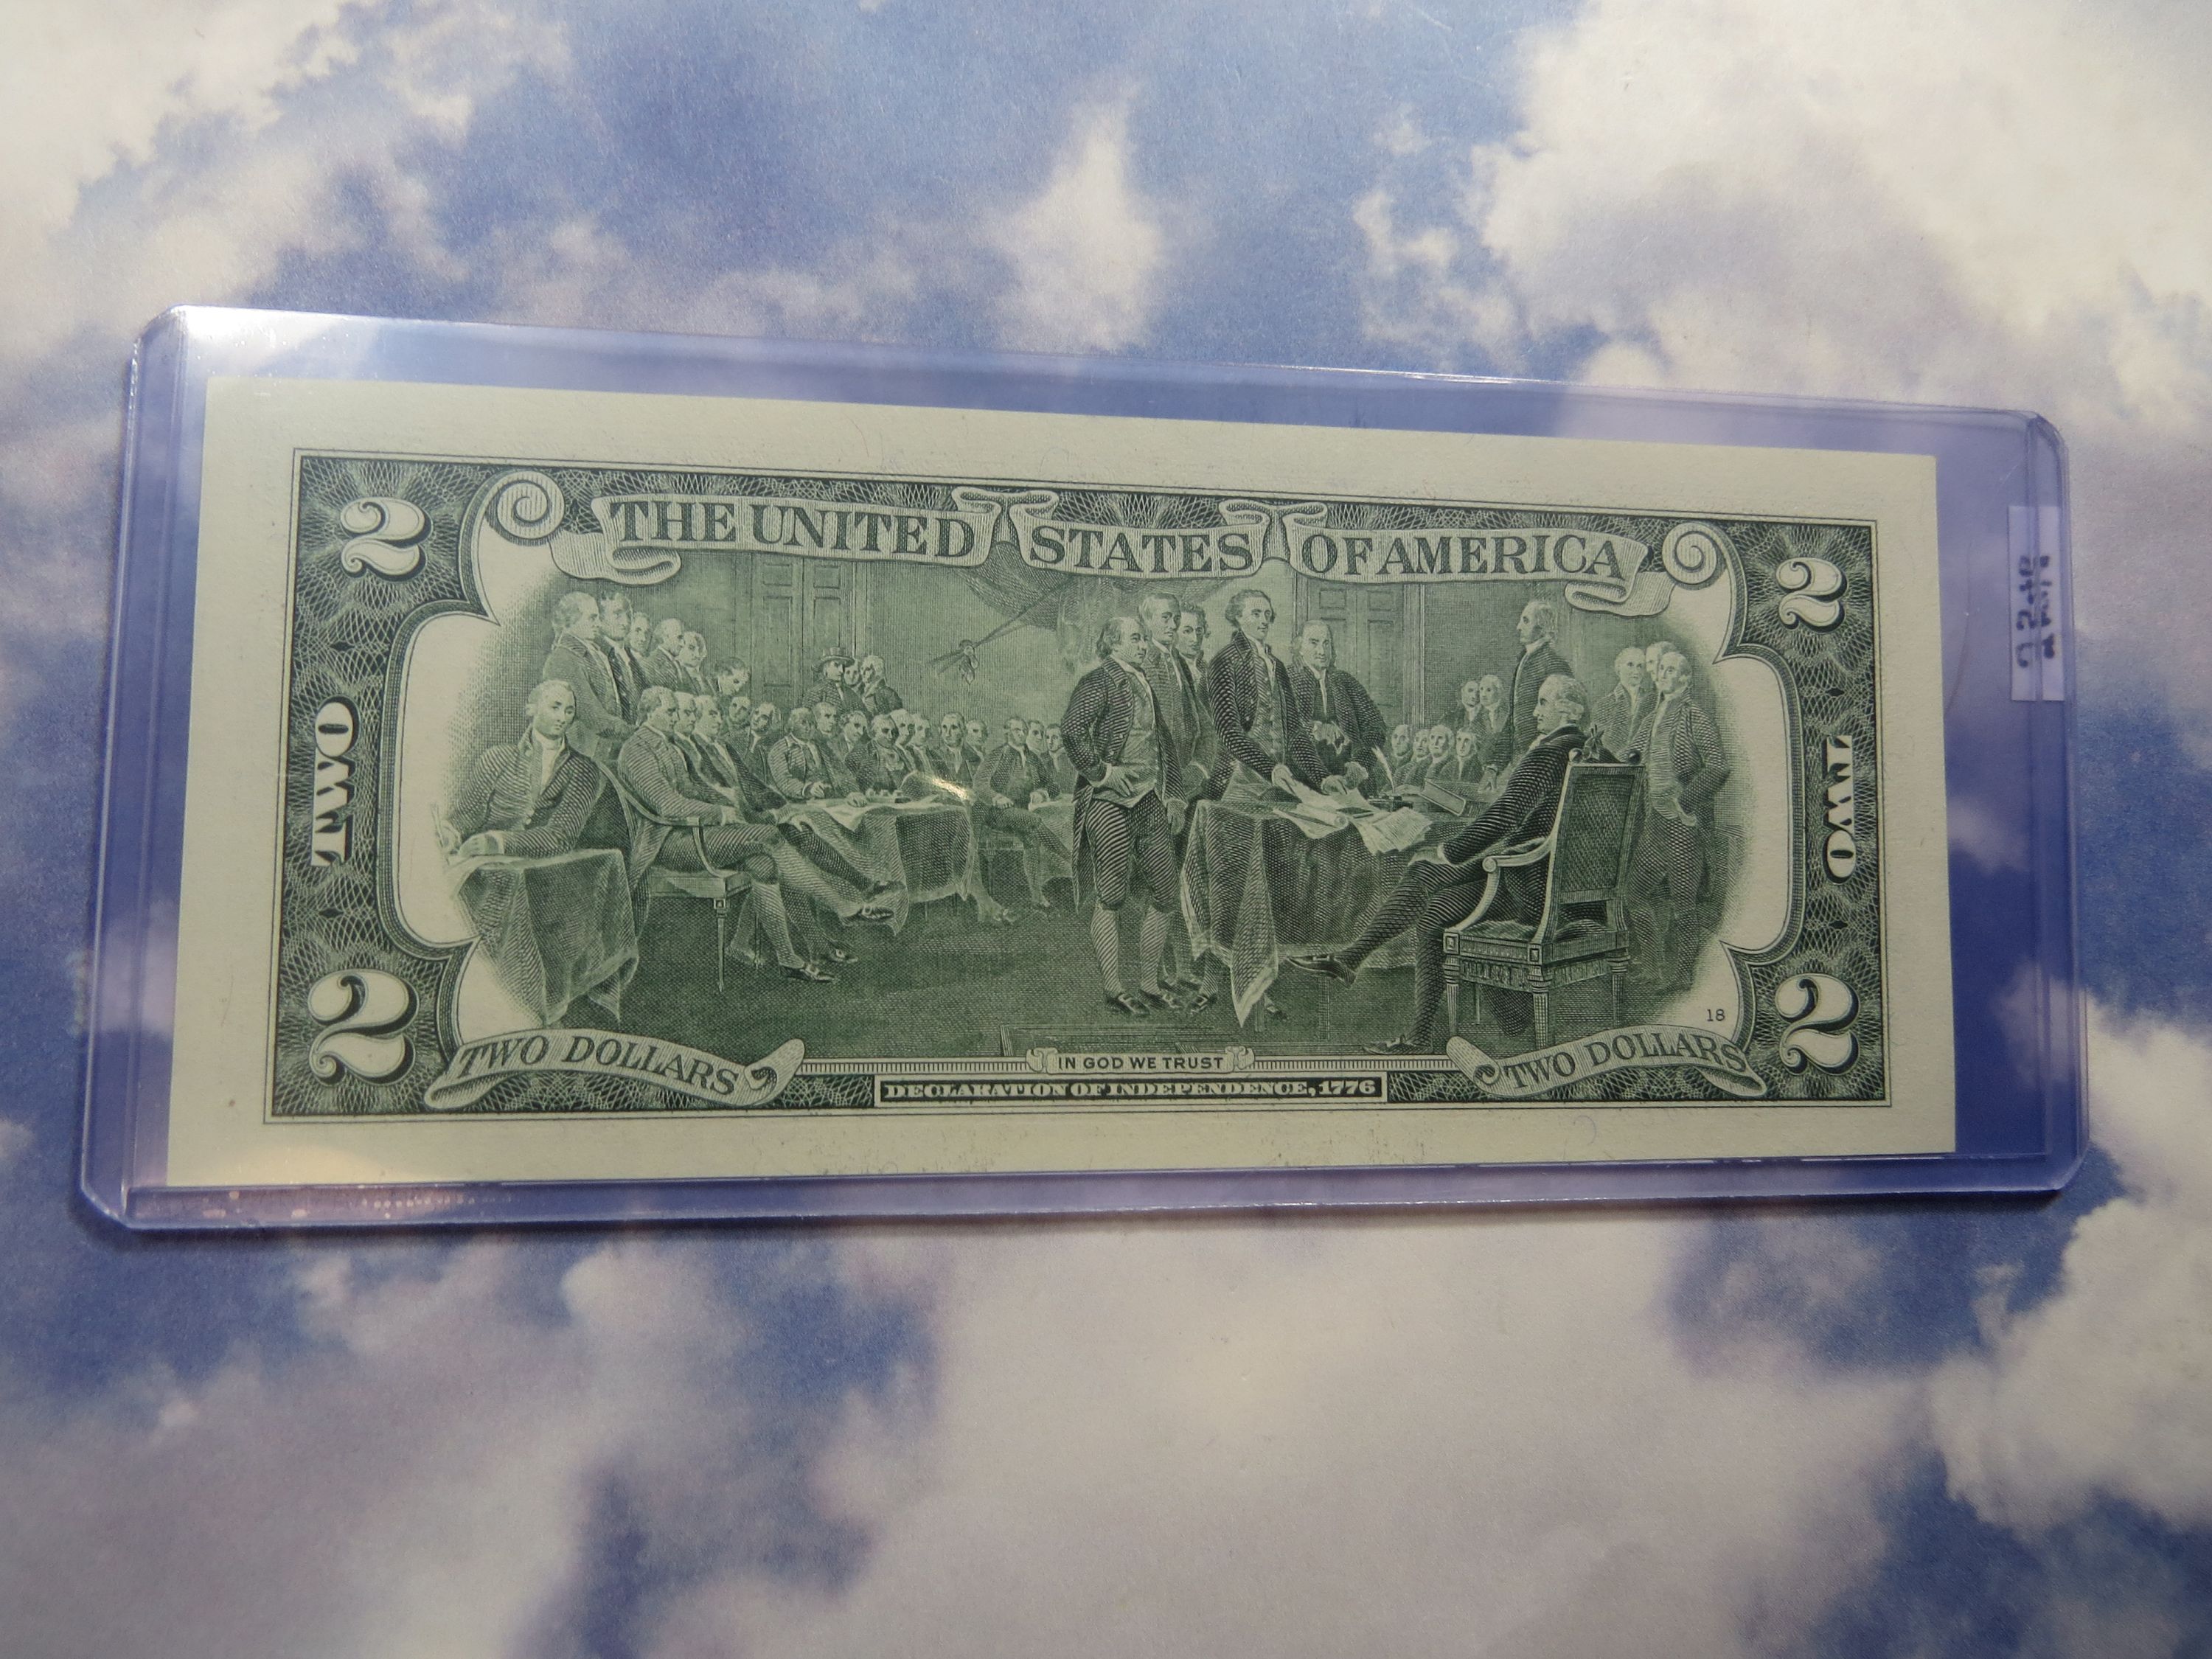 2 THE UNITED STATES OF AMERICA 2
TWO
TWO
18
2 TWO DOLLARS IN GOD WE TRUST TWO DOLLARS 2
DECLARATION OF INDEPENDENCE, 1776